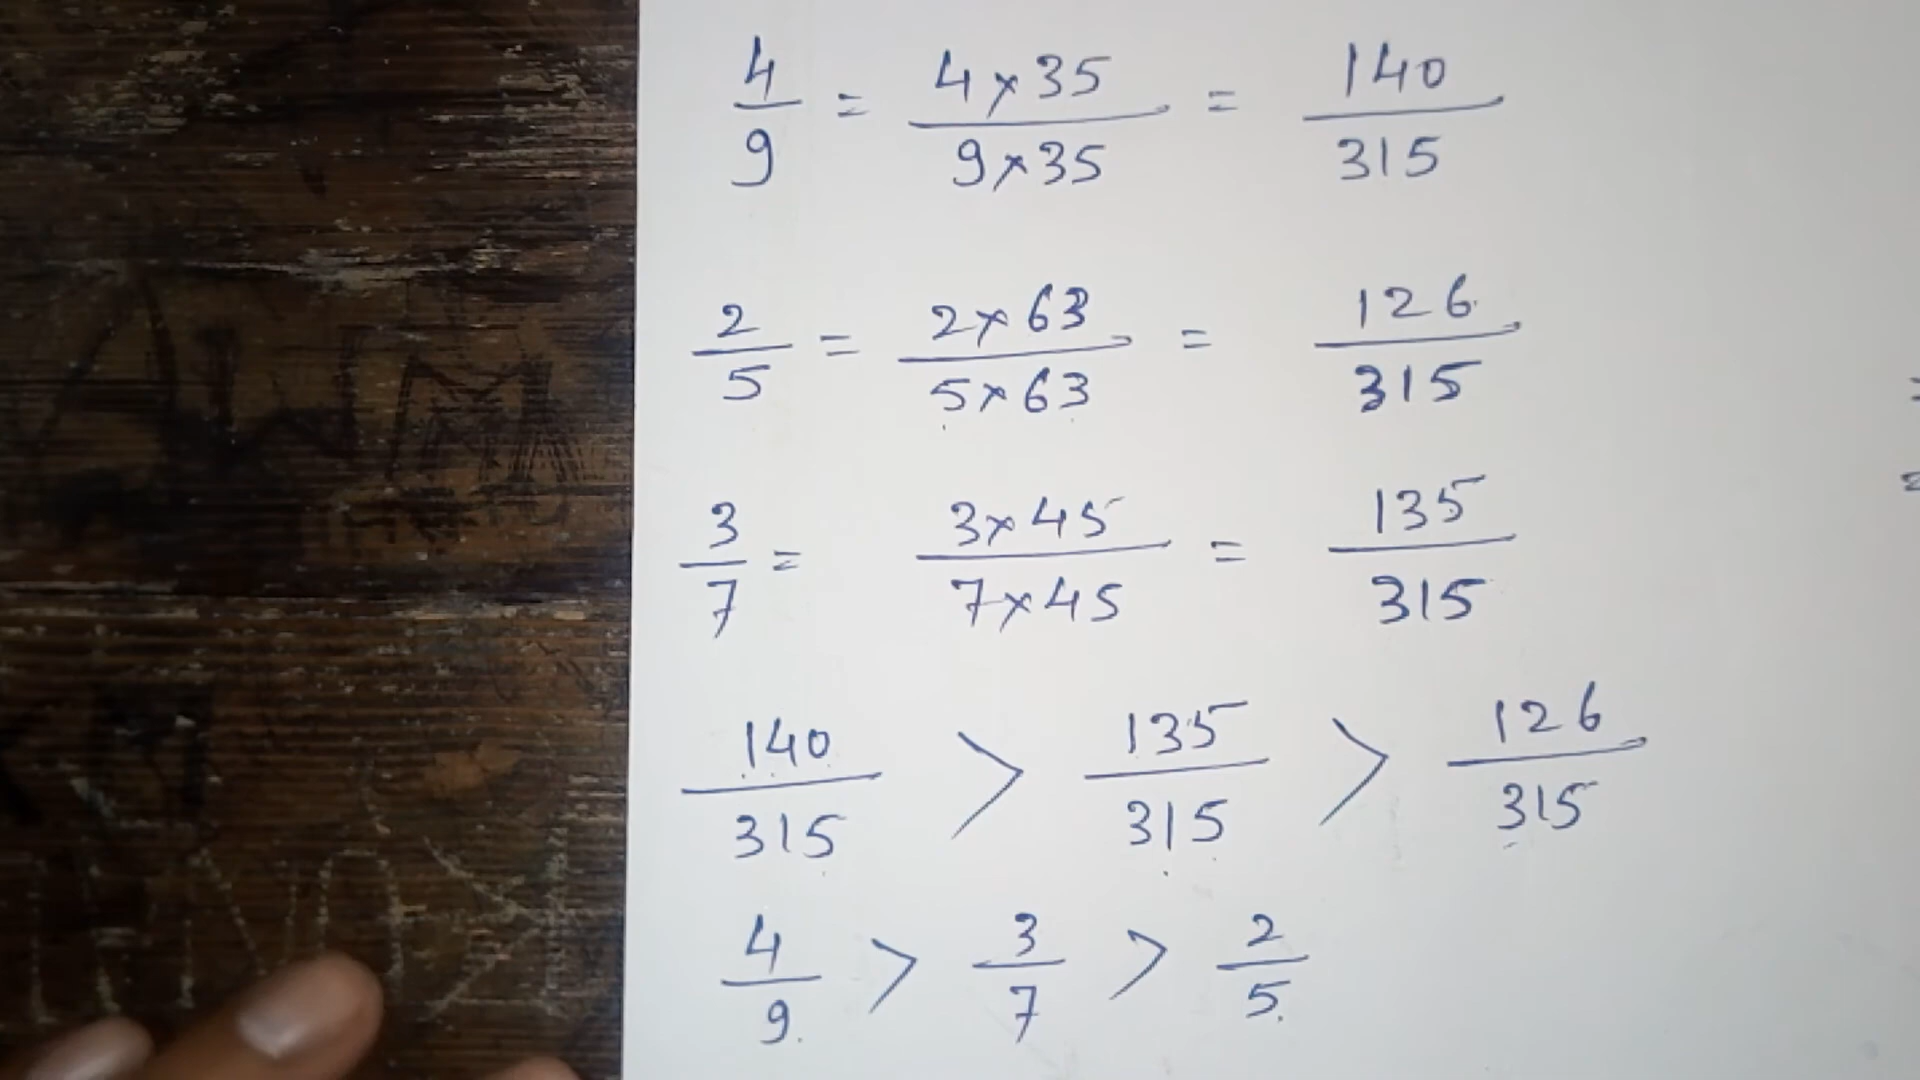 4/9 = 4×35/9×35 = 140/315
2/5 = 2×63/5×63 = 126/315
3/7 = 3×45/7×45 = 135/315
140/315 > 135/315 > 126/315
4/9 > 3/7 > 2/5